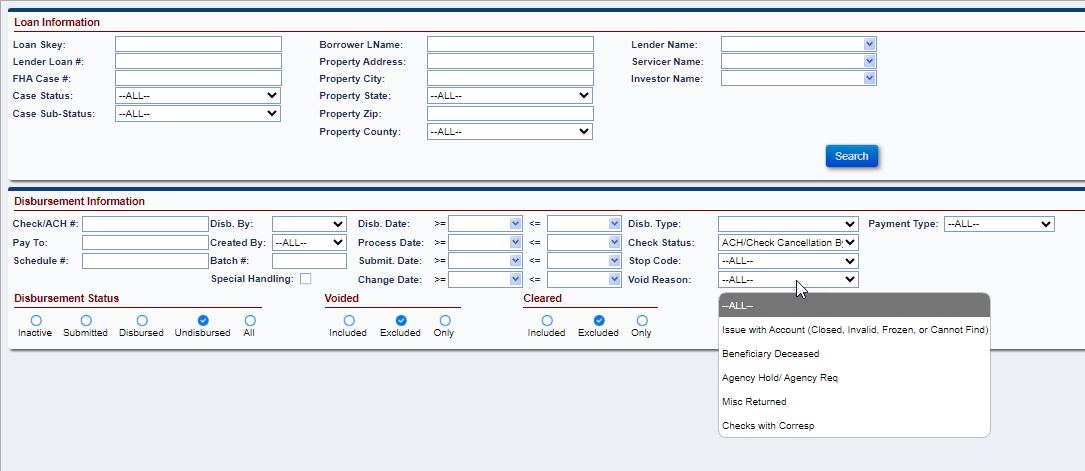 Loan Information
Loan Skey: Borrower LName: Lender Name:
Lender Loan #: Property Address: Servicer Name:
FHA Case #: Property City: Investor Name:
Case Status: --ALL-- Property State: --ALL--
Case Sub-Status: --ALL-- Property Zip:
Property County: --ALL--
Search
Disbursement Information
Check/ACH #: Disb. By: Disb. Date: >= <= Disb. Type: Payment Type: --ALL--
Pay To: Created By: --ALL-- Process Date: >= <= Check Status: ACH/Check Cancellation By
Schedule #: Batch #: Submit. Date: >= <= Stop Code: --ALL--
Special Handling: Change Date: >= <= Void Reason: --ALL--
Disbursement Status Voided Cleared
Inactive Submitted Disbursed Undisbursed All Included Excluded Only Included Excluded Only
--ALL--
Issue with Account (Closed, Invalid, Frozen, or Cannot Find)
Beneficiary Deceased
Agency Hold/ Agency Req
Misc Returned
Checks with Corresp